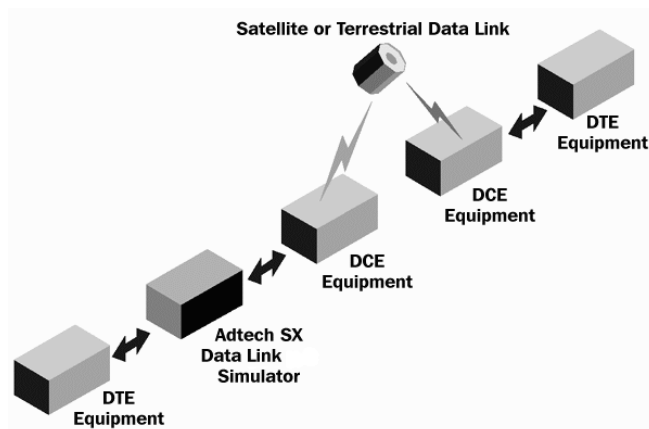 Satellite or Terrestrial Data Link
DTE
Equipment
DCE
Equipment
DCE
Equipment
Adtech SX
Data Link
Simulator
DTE
Equipment